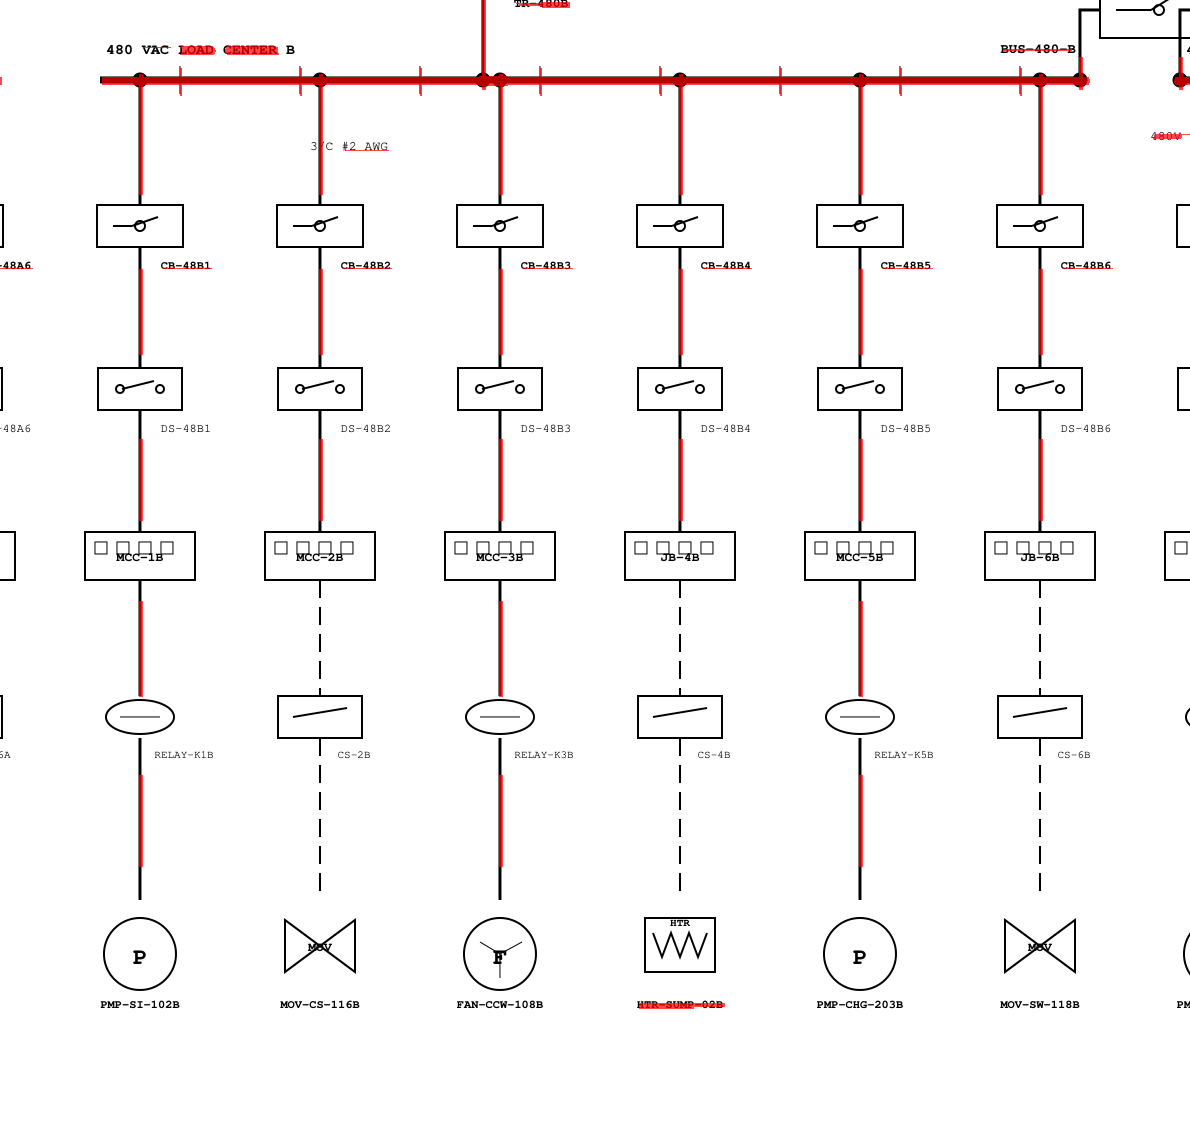 TR-480B
480 VAC LOAD CENTER B
BUS-480-B
3/C #2 AWG
480V
-48A6
CB-48B1
CB-48B2
CB-48B3
CB-48B4
CB-48B5
CB-48B6
-48A6
DS-48B1
DS-48B2
DS-48B3
DS-48B4
DS-48B5
DS-48B6
MCC-1B
MCC-2B
MCC-3B
JB-4B
MCC-5B
JB-6B
6A
RELAY-K1B
CS-2B
RELAY-K3B
CS-4B
RELAY-K5B
CS-6B
HTR
P
MOV
F
P
MOV
PMP-SI-102B
MOV-CS-116B
FAN-CCW-108B
HTR-SUMP-02B
PMP-CHG-203B
MOV-SW-118B
PM